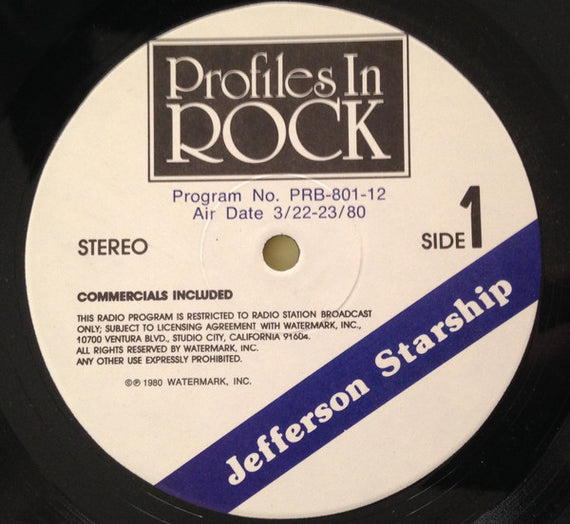 Profiles In
ROCK
Program No. PRB-801-12
Air Date 3/22-23/80
STEREO
SIDE 1
COMMERCIALS INCLUDED
THIS RADIO PROGRAM IS RESTRICTED TO RADIO STATION BROADCAST
ONLY; SUBJECT TO LICENSING AGREEMENT WITH WATERMARK, INC.,
10700 VENTURA BLVD., STUDIO CITY, CALIFORNIA 91604.
ALL RIGHTS RESERVED BY WATERMARK, INC.
ANY OTHER USE EXPRESSLY PROHIBITED.
©℗ 1980 WATERMARK, INC.
Jefferson Starship